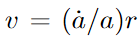 v = (ȧ/a)r